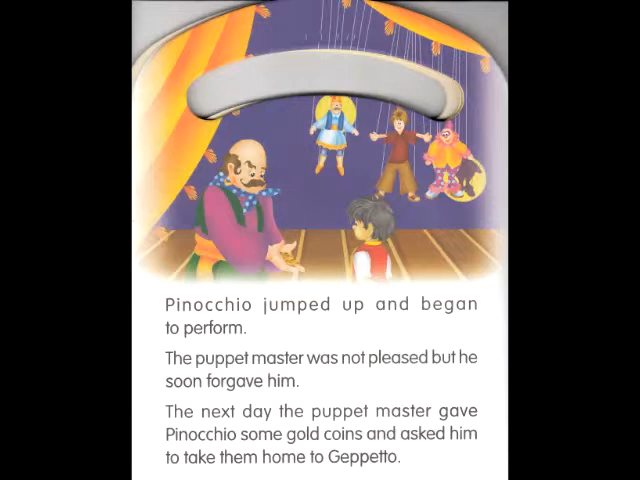 Pinocchio jumped up and began
to perform.
The puppet master was not pleased but he
soon forgave him.
The next day the puppet master gave
Pinocchio some gold coins and asked him
to take them home to Geppetto.